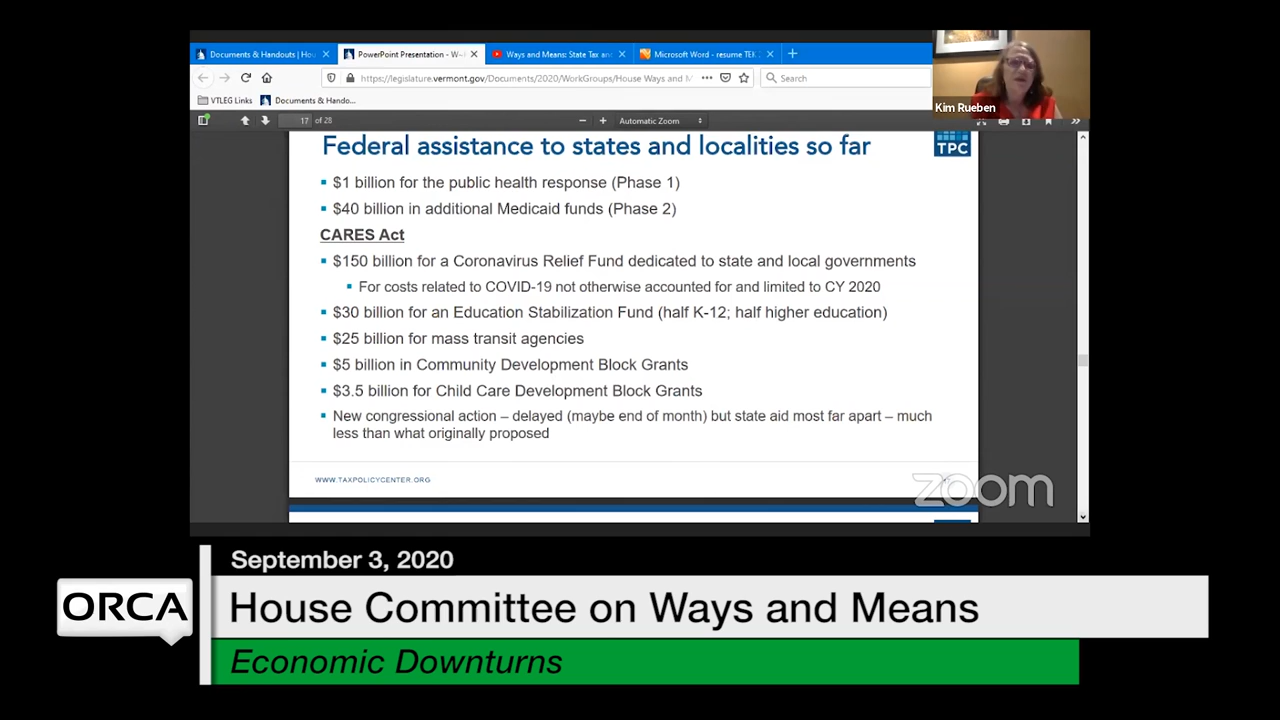 Documents & Handouts | Hou
PowerPoint Presentation - W-
Ways and Means: State Tax and
Microsoft Word - resume TEK
https://legislature.vermont.gov/Documents/2020/WorkGroups/House Ways and M
Search
VTLEG Links
Documents & Hando...
17 of 28
Automatic Zoom
Kim Rueben
Federal assistance to states and localities so far
TPC
▪ $1 billion for the public health response (Phase 1)
▪ $40 billion in additional Medicaid funds (Phase 2)
CARES Act
▪ $150 billion for a Coronavirus Relief Fund dedicated to state and local governments
▪ For costs related to COVID-19 not otherwise accounted for and limited to CY 2020
▪ $30 billion for an Education Stabilization Fund (half K-12; half higher education)
▪ $25 billion for mass transit agencies
▪ $5 billion in Community Development Block Grants
▪ $3.5 billion for Child Care Development Block Grants
▪ New congressional action – delayed (maybe end of month) but state aid most far apart – much
less than what originally proposed
WWW.TAXPOLICYCENTER.ORG
zoom
September 3, 2020
ORCA
House Committee on Ways and Means
Economic Downturns